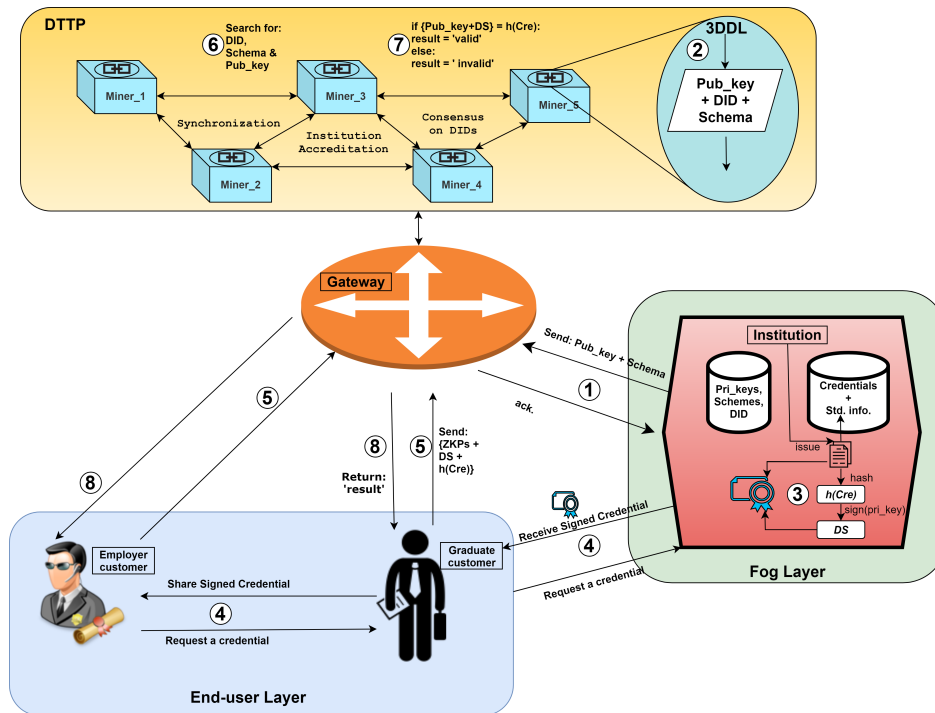 DTTP
Search for:
DID,
Schema &
Pub_key
6
7
if {Pub_key+DS} = h(Cre):
result = 'valid'
else:
result = ' invalid'
3DDL
2
Pub_key
+ DID +
Schema
Miner_1
Miner_3
Miner_5
Synchronization
Institution
Accreditation
Consensus
on DIDs
Miner_2
Miner_4
Gateway
Send: Pub_key + Schema
1
ack.
Institution
Pri_keys,
Schemes,
DID
Credentials
+
Std. info.
issue
hash
3
h(Cre)
sign(pri_key)
DS
Fog Layer
5
8
8
Return:
'result'
5
Send:
{ZKPs +
DS +
h(Cre)}
Receive Signed Credential
4
Request a credential
Employer
customer
Graduate
customer
Share Signed Credential
4
Request a credential
End-user Layer